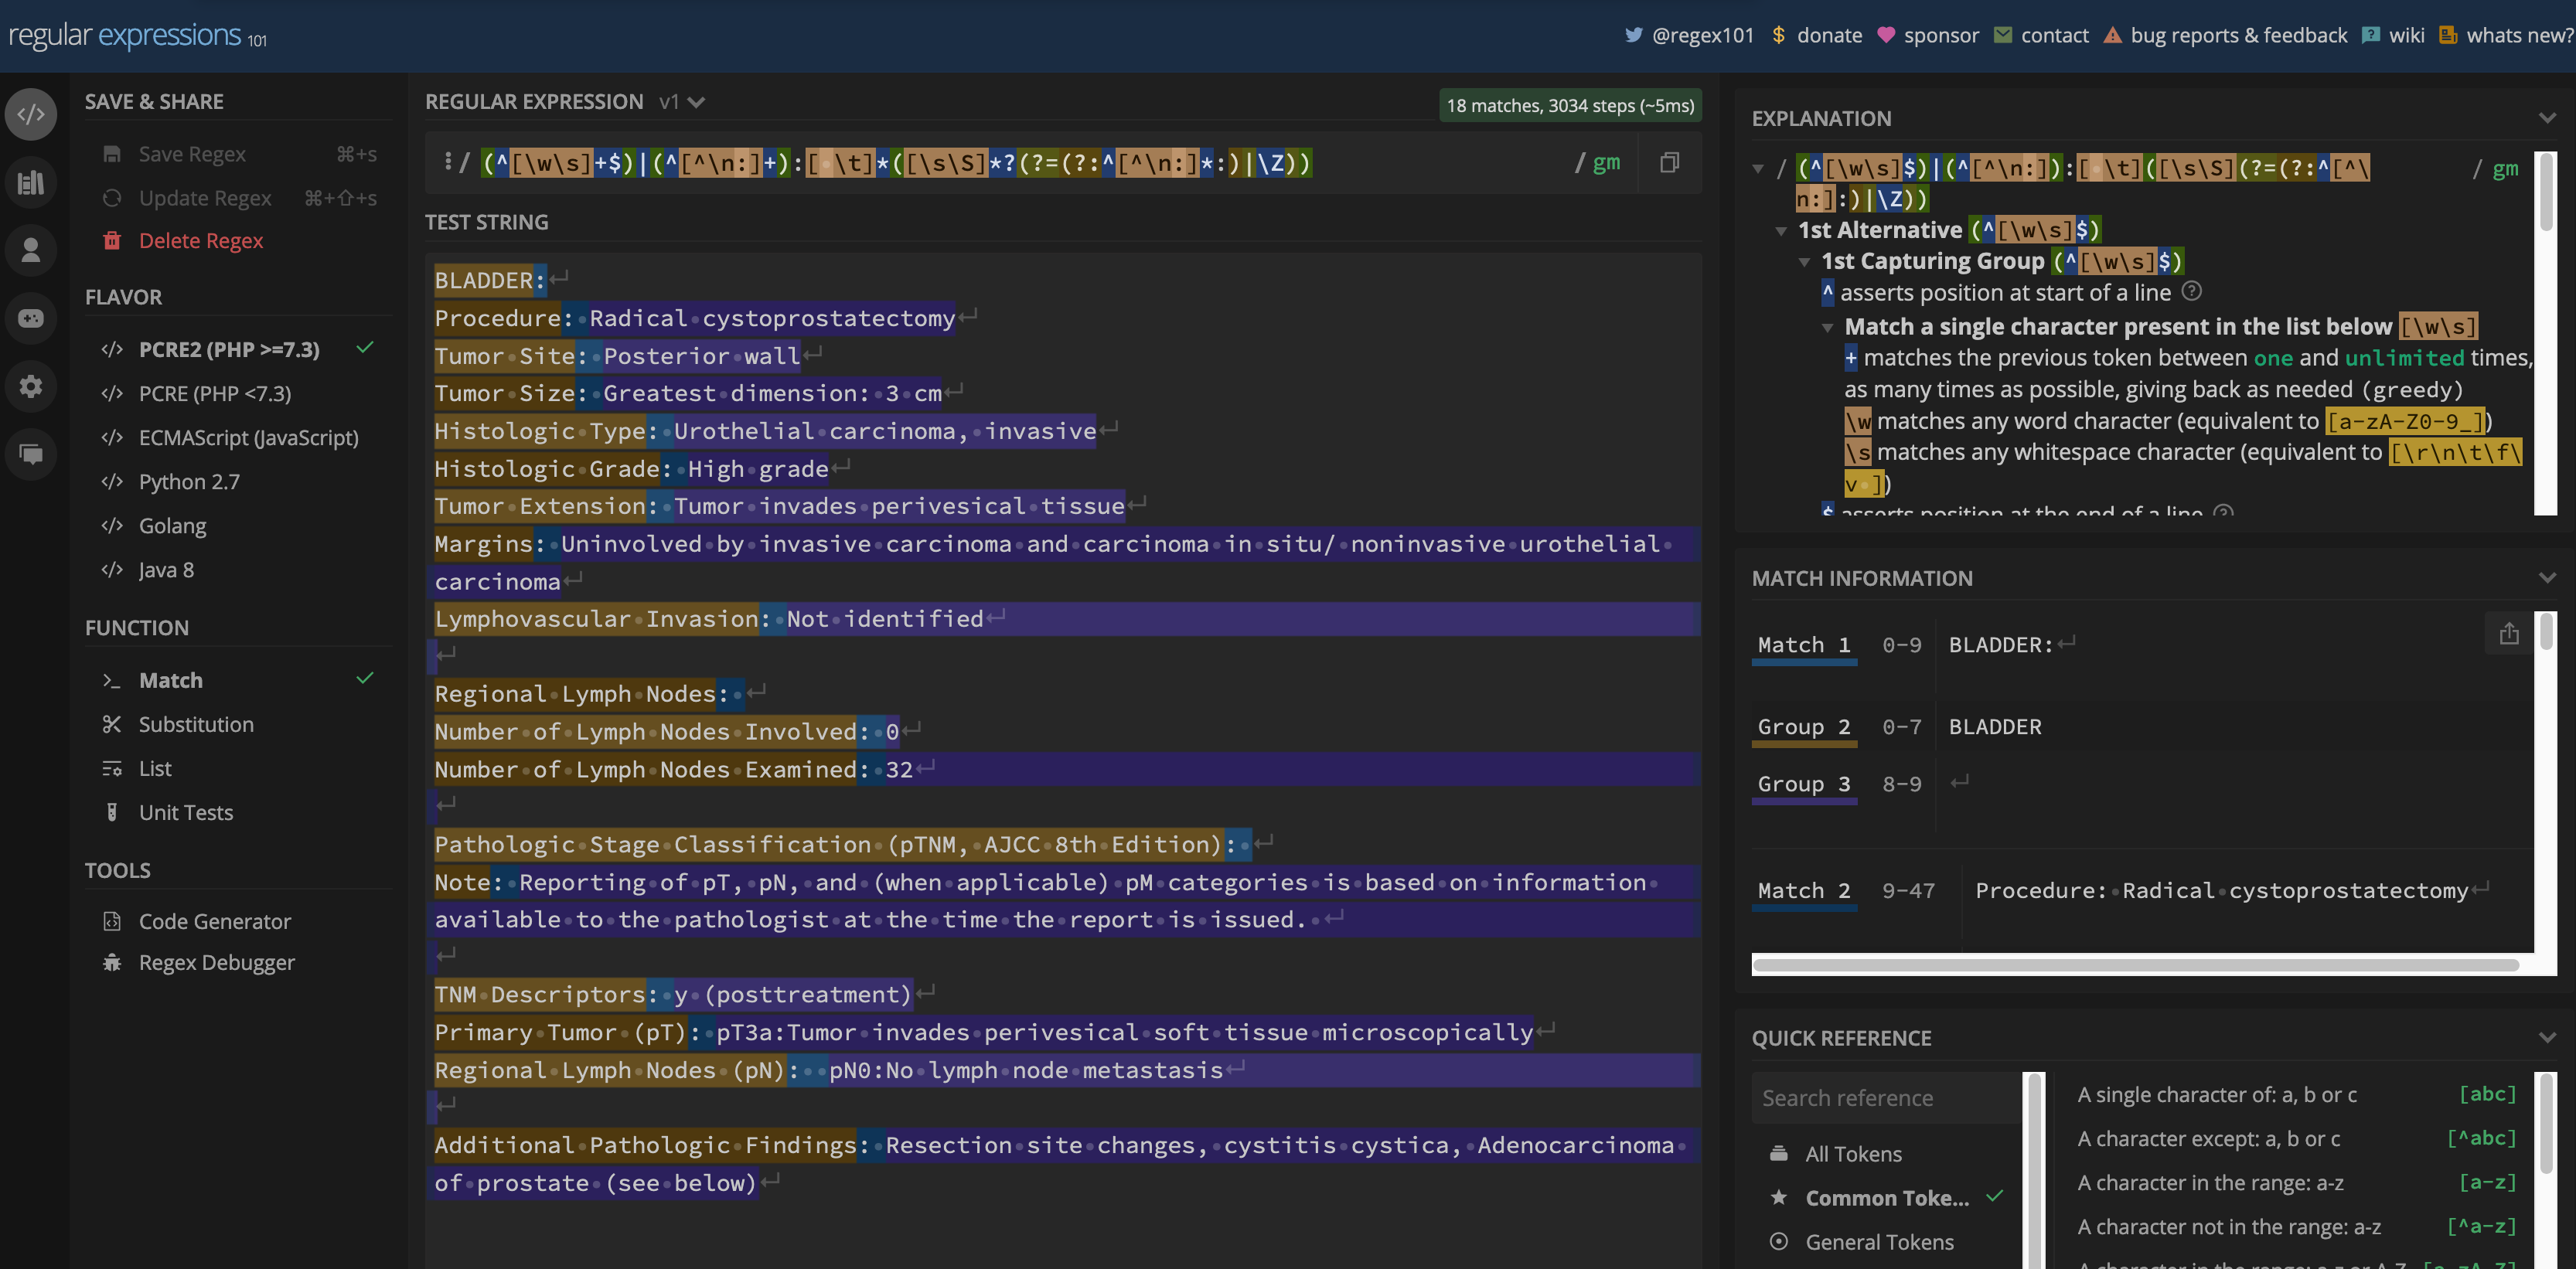 regular expressions 101
@regex101 $ donate sponsor contact bug reports & feedback wiki whats new?
SAVE & SHARE
Save Regex ⌘+s
Update Regex ⌘+⇧+s
Delete Regex
FLAVOR
PCRE2 (PHP >=7.3)
PCRE (PHP <7.3)
ECMAScript (JavaScript)
Python 2.7
Golang
Java 8
FUNCTION
Match
Substitution
List
Unit Tests
TOOLS
Code Generator
Regex Debugger
REGULAR EXPRESSION v1
18 matches, 3034 steps (~5ms)
/ (^[\w\s]+$)|(^[^\n:]+):[ \t]*([\s\S]*?(?=(?:^[^\n:]*:)|\Z)) / gm
TEST STRING
BLADDER:
Procedure: Radical cystoprostatectomy
Tumor Site: Posterior wall
Tumor Size: Greatest dimension: 3 cm
Histologic Type: Urothelial carcinoma, invasive
Histologic Grade: High grade
Tumor Extension: Tumor invades perivesical tissue
Margins: Uninvolved by invasive carcinoma and carcinoma in situ/ noninvasive urothelial
carcinoma
Lymphovascular Invasion: Not identified
Regional Lymph Nodes:
Number of Lymph Nodes Involved: 0
Number of Lymph Nodes Examined: 32
Pathologic Stage Classification (pTNM, AJCC 8th Edition):
Note: Reporting of pT, pN, and (when applicable) pM categories is based on information
available to the pathologist at the time the report is issued.
TNM Descriptors: y (posttreatment)
Primary Tumor (pT): pT3a:Tumor invades perivesical soft tissue microscopically
Regional Lymph Nodes (pN):  pN0:No lymph node metastasis
Additional Pathologic Findings: Resection site changes, cystitis cystica, Adenocarcinoma
of prostate (see below)
EXPLANATION
/ (^[\w\s]$)|(^[^\n:]):[ \t]([\s\S](?=(?:^[^\
n:]:)|\Z)) / gm
1st Alternative (^[\w\s]$)
1st Capturing Group (^[\w\s]$)
^ asserts position at start of a line
Match a single character present in the list below [\w\s]
+ matches the previous token between one and unlimited times,
as many times as possible, giving back as needed (greedy)
\w matches any word character (equivalent to [a-zA-Z0-9_])
\s matches any whitespace character (equivalent to [\r\n\t\f\
v ])
$ asserts position at the end of a line
MATCH INFORMATION
Match 1 0-9 BLADDER:
Group 2 0-7 BLADDER
Group 3 8-9
Match 2 9-47 Procedure: Radical cystoprostatectomy
QUICK REFERENCE
Search reference
All Tokens
Common Toke...
General Tokens
A single character of: a, b or c [abc]
A character except: a, b or c [^abc]
A character in the range: a-z [a-z]
A character not in the range: a-z [^a-z]